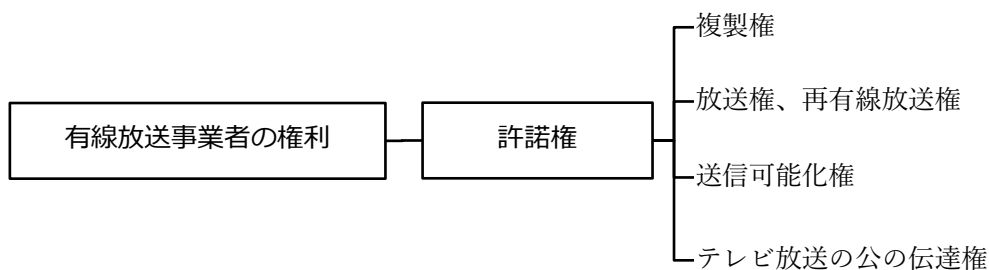 複製権
放送権、再有線放送権
有線放送事業者の権利
許諾権
送信可能化権
テレビ放送の公の伝達権